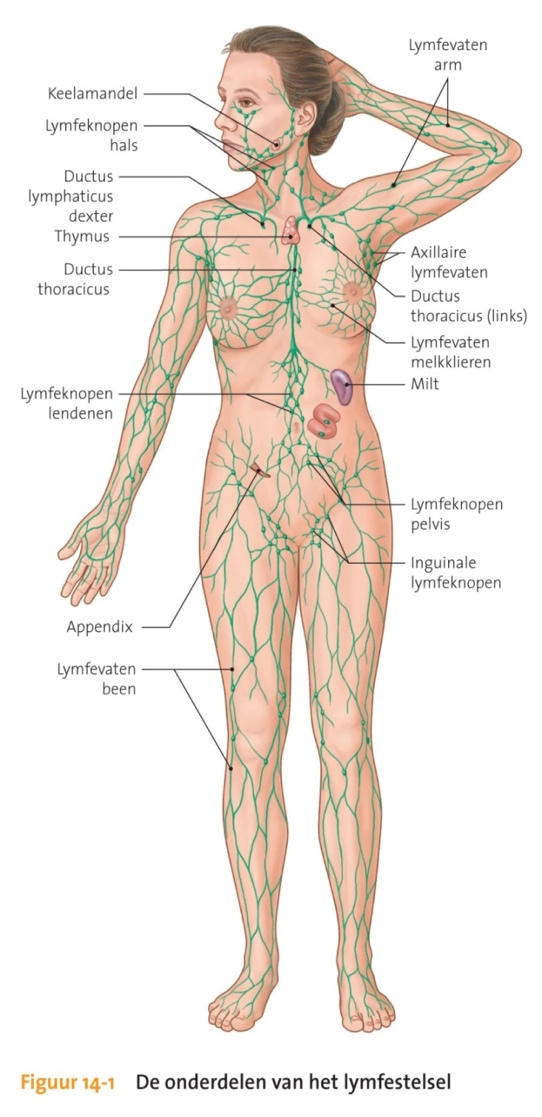 Lymfevaten
arm
Keelamandel
Lymfeknopen
hals
Ductus
lymphaticus
dexter
Thymus
Ductus
thoracicus
Axillaire
lymfevaten
Ductus
thoracicus (links)
Lymfevaten
melkklieren
Milt
Lymfeknopen
lendenen
Lymfeknopen
pelvis
Inguinale
lymfeknopen
Appendix
Lymfevaten
been
Figuur 14-1 De onderdelen van het lymfestelsel